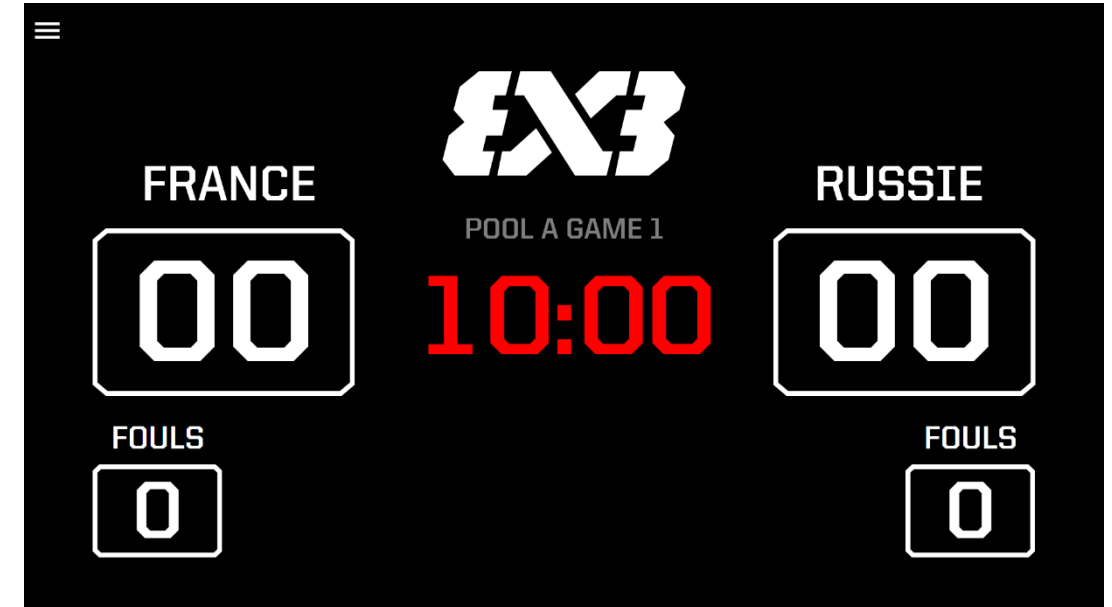 3X3
FRANCE
RUSSIE
POOL A GAME 1
00
10:00
00
FOULS
FOULS
0
0